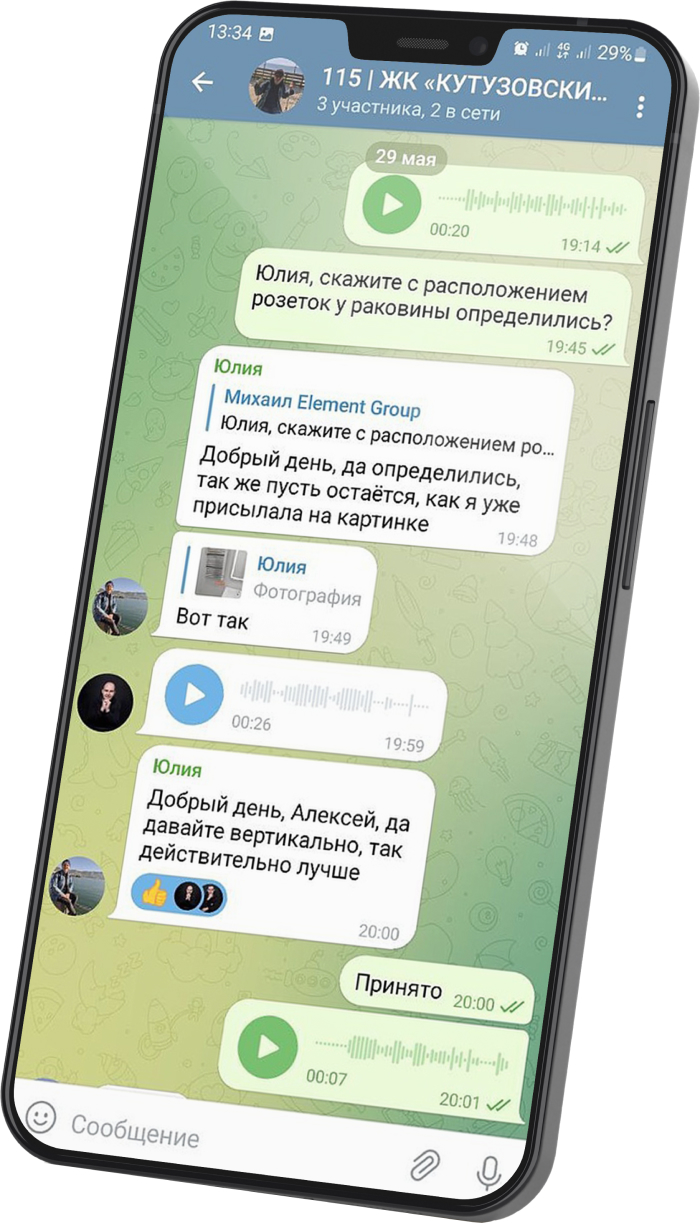 13:34
4G
29%
115 | ЖК «КУТУЗОВСКИ...
3 участника, 2 в сети
29 мая
00:20
19:14
Юлия, скажите с расположением
розеток у раковины определились?
19:45
Юлия
Михаил Element Group
Юлия, скажите с расположением ро...
Добрый день, да определились,
так же пусть остаётся, как я уже
присылала на картинке
19:48
Юлия
Фотография
Вот так
19:49
00:26
19:59
Юлия
Добрый день, Алексей, да
давайте вертикально, так
действительно лучше
20:00
Принято
20:00
00:07
20:01
Сообщение